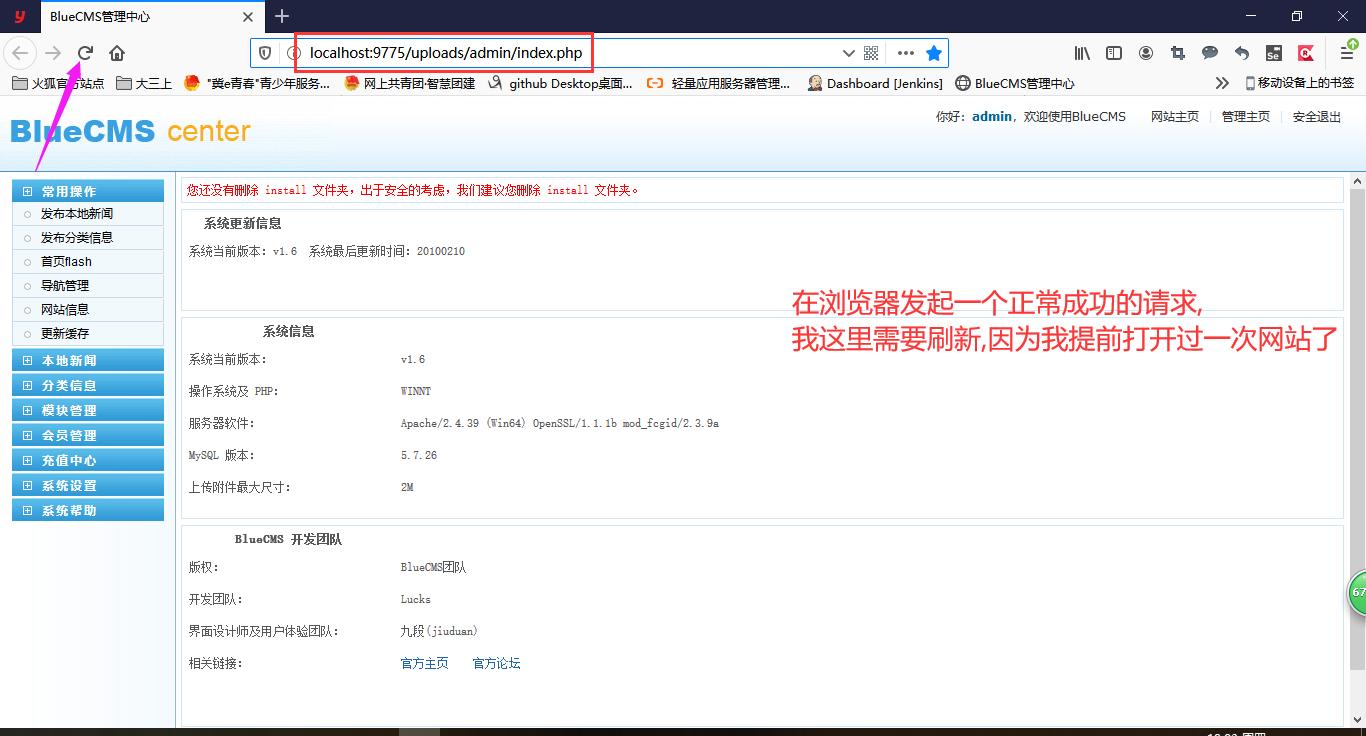 BlueCMS管理中心
localhost:9775/uploads/admin/index.php
火狐官方站点
大三上
"冀e青春"青少年服务...
网上共青团·智慧团建
github Desktop桌面...
轻量应用服务器管理...
Dashboard [Jenkins]
BlueCMS管理中心
移动设备上的书签
BlueCMS center
你好：admin，欢迎使用BlueCMS
网站主页
管理主页
安全退出
常用操作
发布本地新闻
发布分类信息
首页flash
导航管理
网站信息
更新缓存
本地新闻
分类信息
模块管理
会员管理
充值中心
系统设置
系统帮助
您还没有删除 install 文件夹，出于安全的考虑，我们建议您删除 install 文件夹。
系统更新信息
系统当前版本：v1.6 系统最后更新时间：20100210
在浏览器发起一个正常成功的请求,
我这里需要刷新,因为我提前打开过一次网站了
系统信息
系统当前版本： v1.6
操作系统及 PHP： WINNT
服务器软件： Apache/2.4.39 (Win64) OpenSSL/1.1.1b mod_fcgid/2.3.9a
MySQL 版本： 5.7.26
上传附件最大尺寸： 2M
BlueCMS 开发团队
版权： BlueCMS团队
开发团队： Lucks
界面设计师及用户体验团队： 九段(jiuduan)
相关链接： 官方主页 官方论坛
67